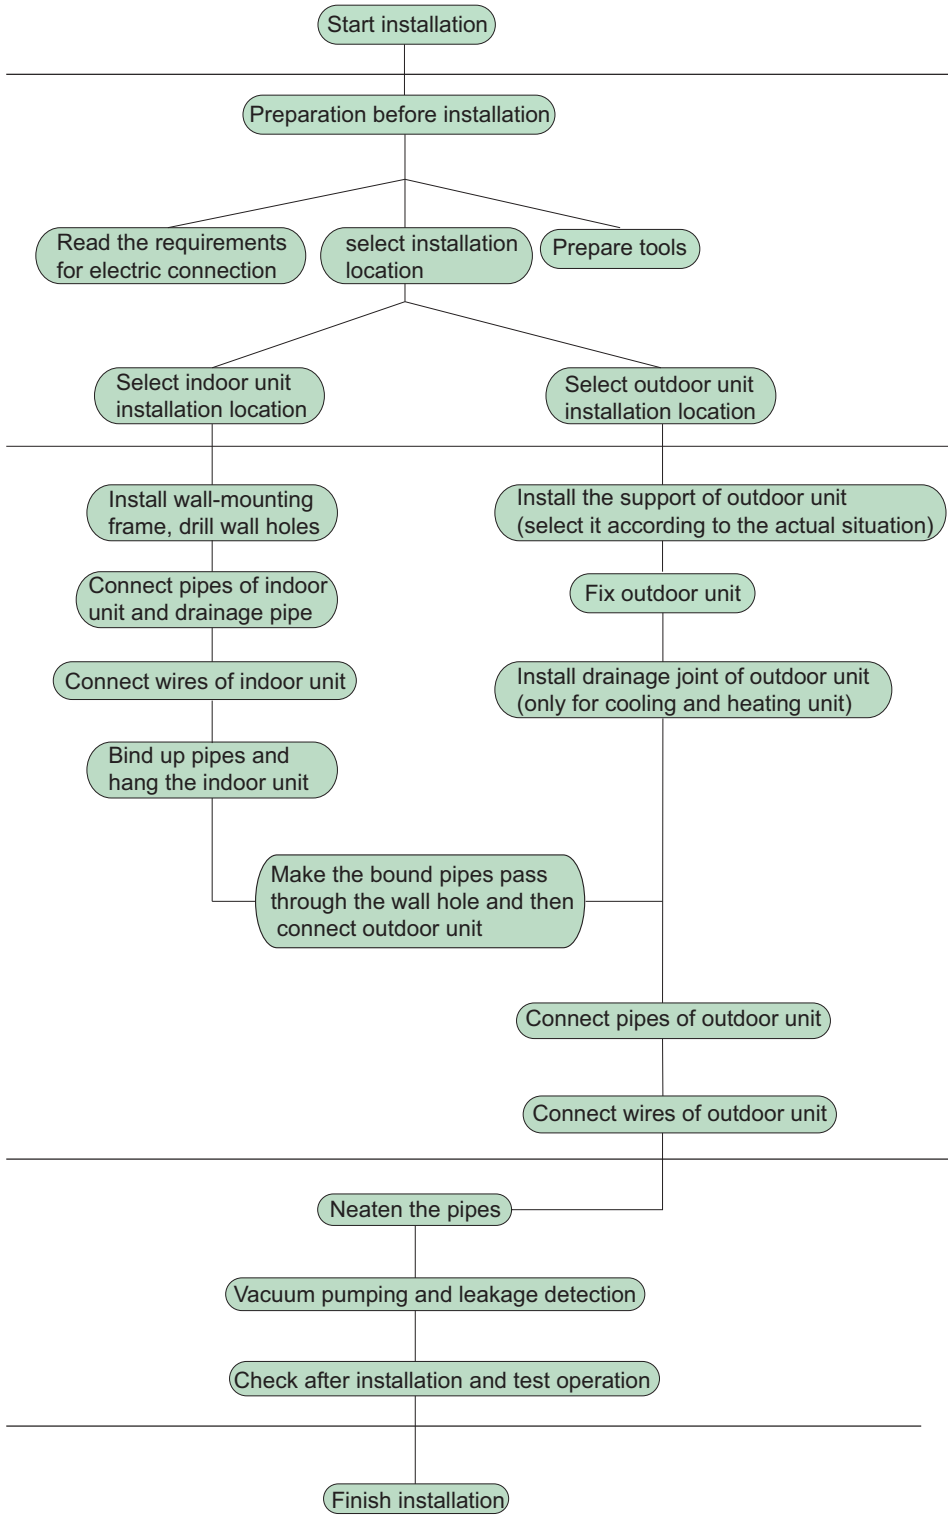 Start installation
Preparation before installation
Read the requirements
for electric connection
select installation
location
Prepare tools
Select indoor unit
installation location
Select outdoor unit
installation location
Install wall-mounting
frame, drill wall holes
Install the support of outdoor unit
(select it according to the actual situation)
Connect pipes of indoor
unit and drainage pipe
Fix outdoor unit
Connect wires of indoor unit
Install drainage joint of outdoor unit
(only for cooling and heating unit)
Bind up pipes and
hang the indoor unit
Make the bound pipes pass
through the wall hole and then
connect outdoor unit
Connect pipes of outdoor unit
Connect wires of outdoor unit
Neaten the pipes
Vacuum pumping and leakage detection
Check after installation and test operation
Finish installation